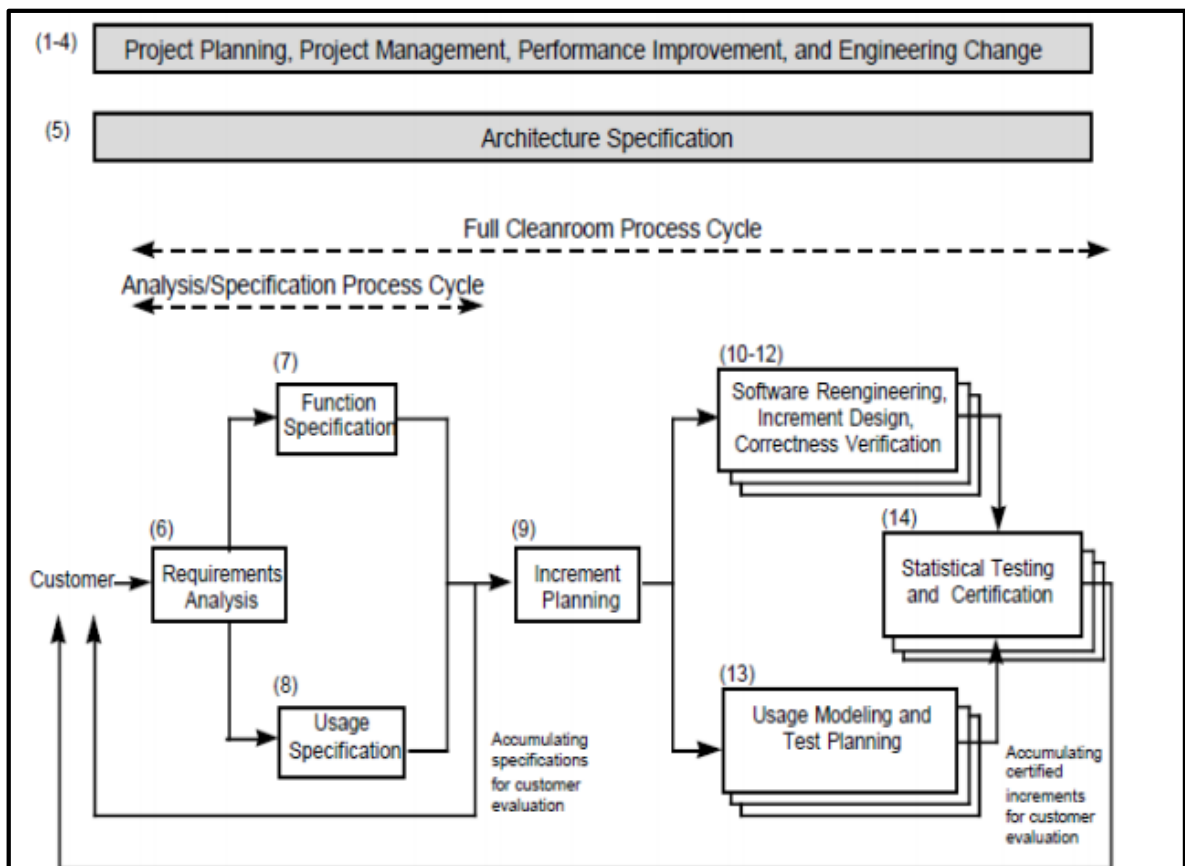 (1-4)
Project Planning, Project Management, Performance Improvement, and Engineering Change
(5)
Architecture Specification
Full Cleanroom Process Cycle
Analysis/Specification Process Cycle
(7)
Function
Specification
(10-12)
Software Reengineering,
Increment Design,
Correctness Verification
(6)
(9)
(14)
Customer
Requirements
Analysis
Increment
Planning
Statistical Testing
and Certification
(8)
Usage
Specification
Accumulating
specifications
for customer
evaluation
(13)
Usage Modeling and
Test Planning
Accumulating
certified
increments
for customer
evaluation